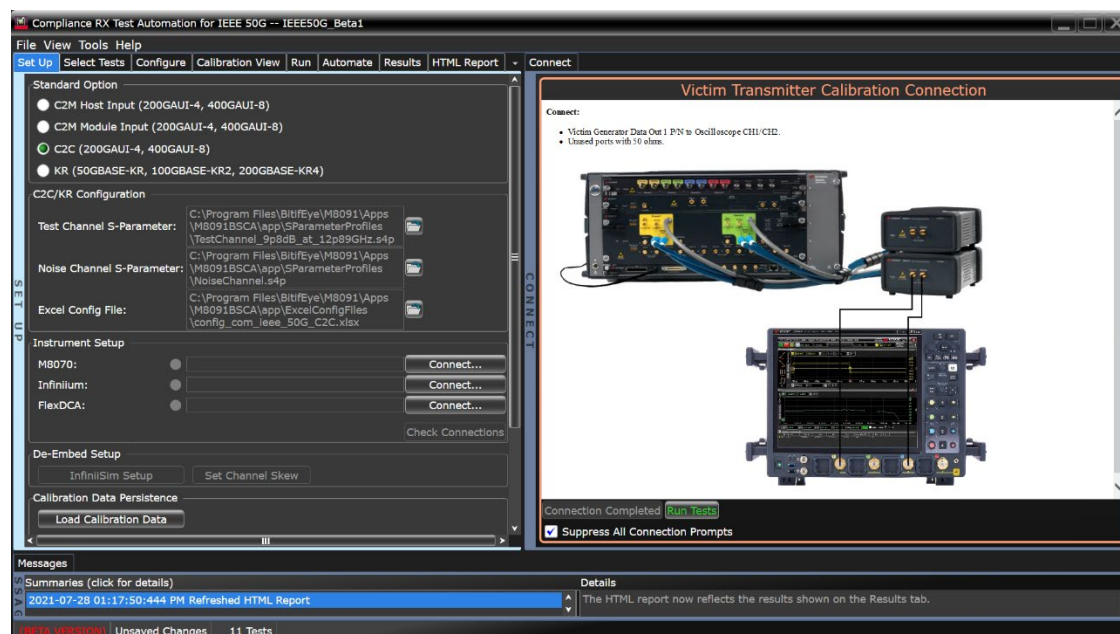 Compliance RX Test Automation for IEEE 50G -- IEEE50G_Beta1
File View Tools Help
Set Up Select Tests Configure Calibration View Run Automate Results HTML Report
Standard Option
C2M Host Input (200GAUI-4, 400GAUI-8)
C2M Module Input (200GAUI-4, 400GAUI-8)
C2C (200GAUI-4, 400GAUI-8)
KR (50GBASE-KR, 100GBASE-KR2, 200GBASE-KR4)
C2C/KR Configuration
Test Channel S-Parameter:
C:\Program Files\BitifEye\M8091\Apps
\M8091BSCA\app\SParameterProfiles
\TestChannel_9p8dB_at_12p89GHz.s4p
Noise Channel S-Parameter:
C:\Program Files\BitifEye\M8091\Apps
\M8091BSCA\app\SParameterProfiles
\NoiseChannel.s4p
Excel Config File:
C:\Program Files\BitifEye\M8091\Apps
\M8091BSCA\app\ExcelConfigFiles
\config_com_ieee_50G_C2C.xlsx
SET UP
Instrument Setup
M8070: Connect...
Infiniium: Connect...
FlexDCA: Connect...
Check Connections
De-Embed Setup
InfiniiSim Setup Set Channel Skew
Calibration Data Persistence
Load Calibration Data
Connect
CONNECT
Victim Transmitter Calibration Connection
Connect:
Victim Generator Data Out 1 P/N to Oscilloscope CH1/CH2.
Unused ports with 50 ohms.
Connection Completed Run Tests
Suppress All Connection Prompts
Messages
Summaries (click for details)
2021-07-28 01:17:50:444 PM Refreshed HTML Report
Details
The HTML report now reflects the results shown on the Results tab.
(BETA VERSION) Unsaved Changes 11 Tests